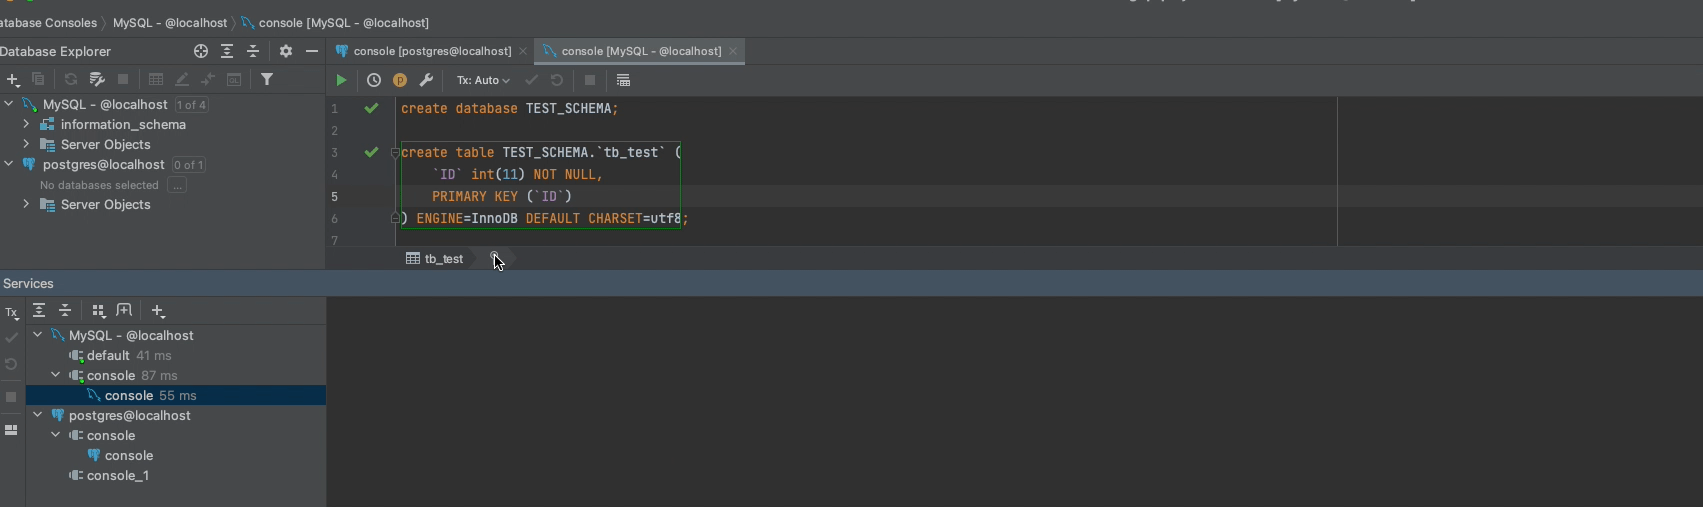 atabase Consoles MySQL - @localhost console [MySQL - @localhost]
Database Explorer
console [postgres@localhost] console [MySQL - @localhost]
Tx: Auto
MySQL - @localhost 1 of 4
information_schema
Server Objects
postgres@localhost 0 of 1
No databases selected ...
Server Objects
1 create database TEST_SCHEMA;
2
3 create table TEST_SCHEMA.`tb_test` (
4 `ID` int(11) NOT NULL,
5 PRIMARY KEY (`ID`)
6 ) ENGINE=InnoDB DEFAULT CHARSET=utf8;
7
tb_test
Services
Tx
MySQL - @localhost
default 41 ms
console 87 ms
console 55 ms
postgres@localhost
console
console
console_1